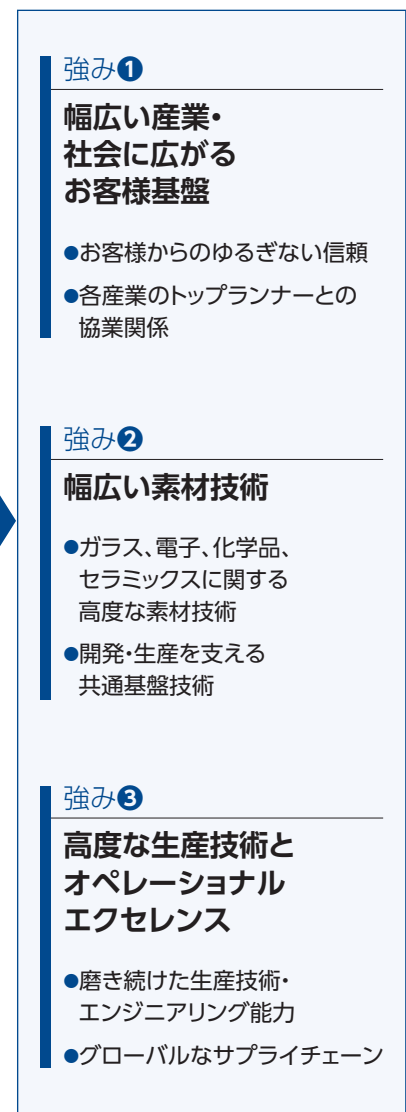 強み❶
幅広い産業・
社会に広がる
お客様基盤
●お客様からのゆるぎない信頼
●各産業のトップランナーとの
協業関係
強み❷
幅広い素材技術
●ガラス、電子、化学品、
セラミックスに関する
高度な素材技術
●開発・生産を支える
共通基盤技術
強み❸
高度な生産技術と
オペレーショナル
エクセレンス
●磨き続けた生産技術・
エンジニアリング能力
●グローバルなサプライチェーン